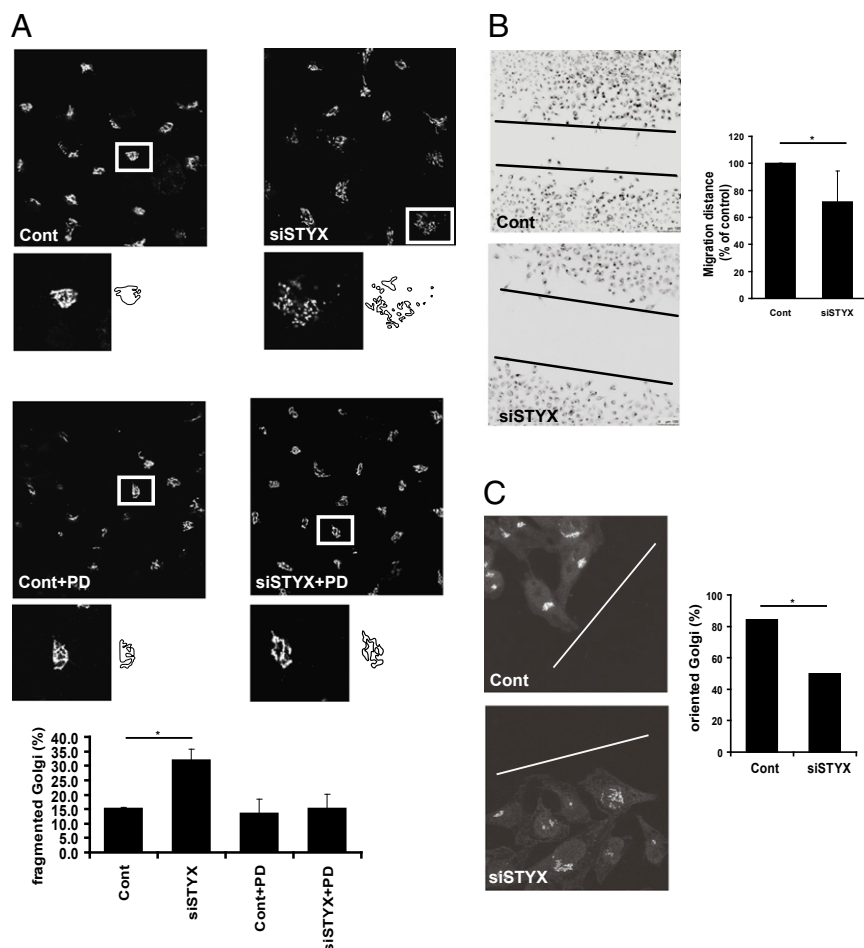 A
Cont
siSTYX
Cont+PD
siSTYX+PD
fragmented Golgi (%)
40.0
35.0
30.0
25.0
20.0
15.0
10.0
5.0
0.0
*
Cont
siSTYX
Cont+PD
siSTYX+PD
B
Cont
siSTYX
Migration distance
(% of control)
120
100
80
60
40
20
0
*
Cont
siSTYX
C
Cont
siSTYX
oriented Golgi (%)
100
80
60
40
20
0
*
Cont
siSTYX